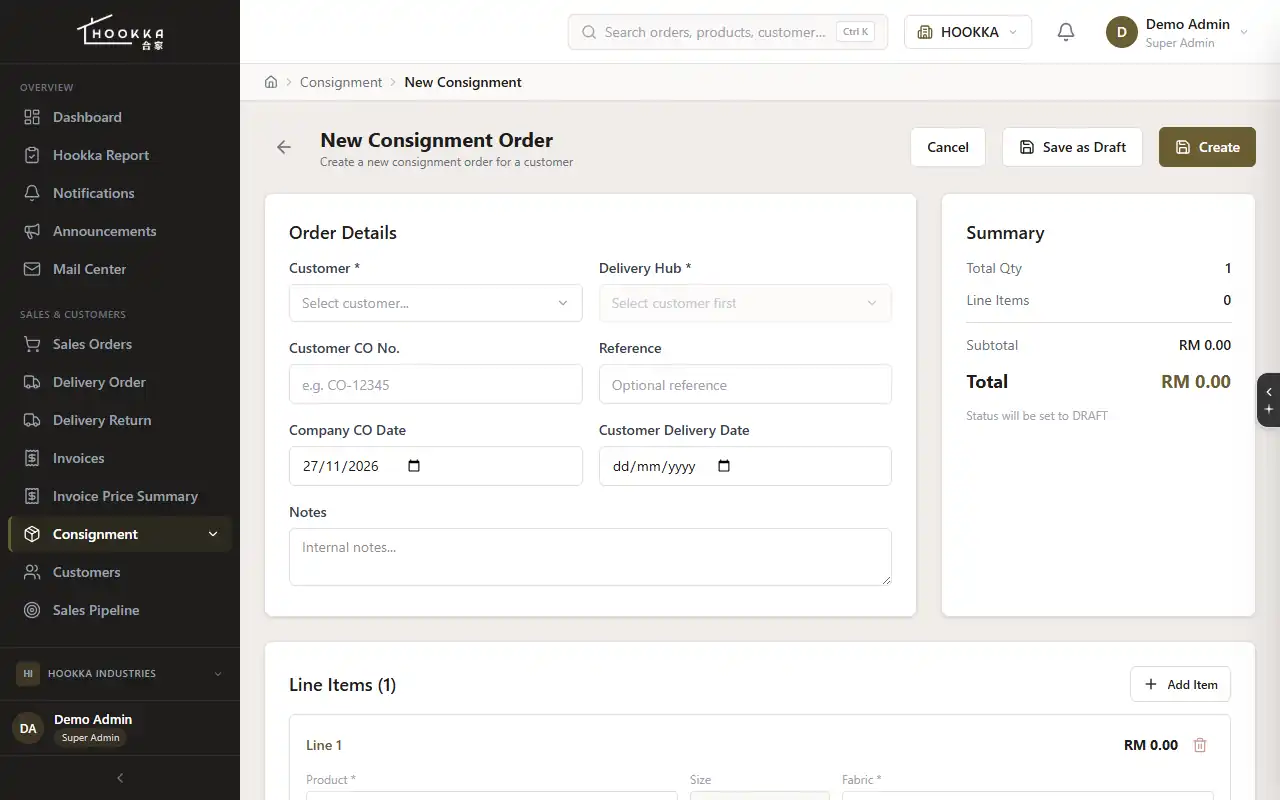 HOOKKA
合家
Search orders, products, customer... Ctrl K
HOOKKA
D
Demo Admin
Super Admin
OVERVIEW
Dashboard
Hookka Report
Notifications
Announcements
Mail Center
SALES & CUSTOMERS
Sales Orders
Delivery Order
Delivery Return
Invoices
Invoice Price Summary
Consignment
Customers
Sales Pipeline
HI HOOKKA INDUSTRIES
DA
Demo Admin
Super Admin
Consignment New Consignment
New Consignment Order
Create a new consignment order for a customer
Cancel Save as Draft Create
Order Details
Customer * Delivery Hub *
Select customer... Select customer first
Customer CO No. Reference
e.g. CO-12345 Optional reference
Company CO Date Customer Delivery Date
27/11/2026 dd/mm/yyyy
Notes
Internal notes...
Summary
Total Qty 1
Line Items 0
Subtotal RM 0.00
Total RM 0.00
Status will be set to DRAFT
Line Items (1) Add Item
Line 1 RM 0.00
Product * Size Fabric *